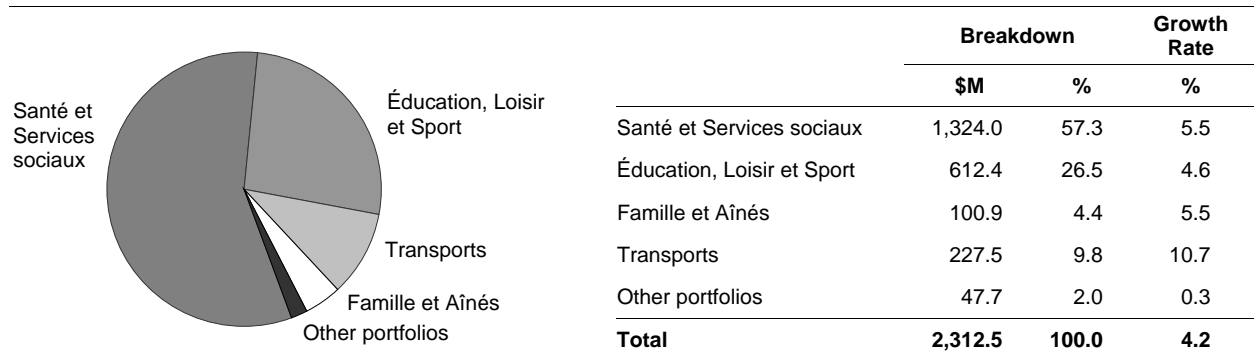 Santé et
Services
sociaux
Éducation, Loisir
et Sport
Transports
Famille et Aînés
Other portfolios
Breakdown Growth
Rate
$M % %
Santé et Services sociaux 1,324.0 57.3 5.5
Éducation, Loisir et Sport 612.4 26.5 4.6
Famille et Aînés 100.9 4.4 5.5
Transports 227.5 9.8 10.7
Other portfolios 47.7 2.0 0.3
Total 2,312.5 100.0 4.2